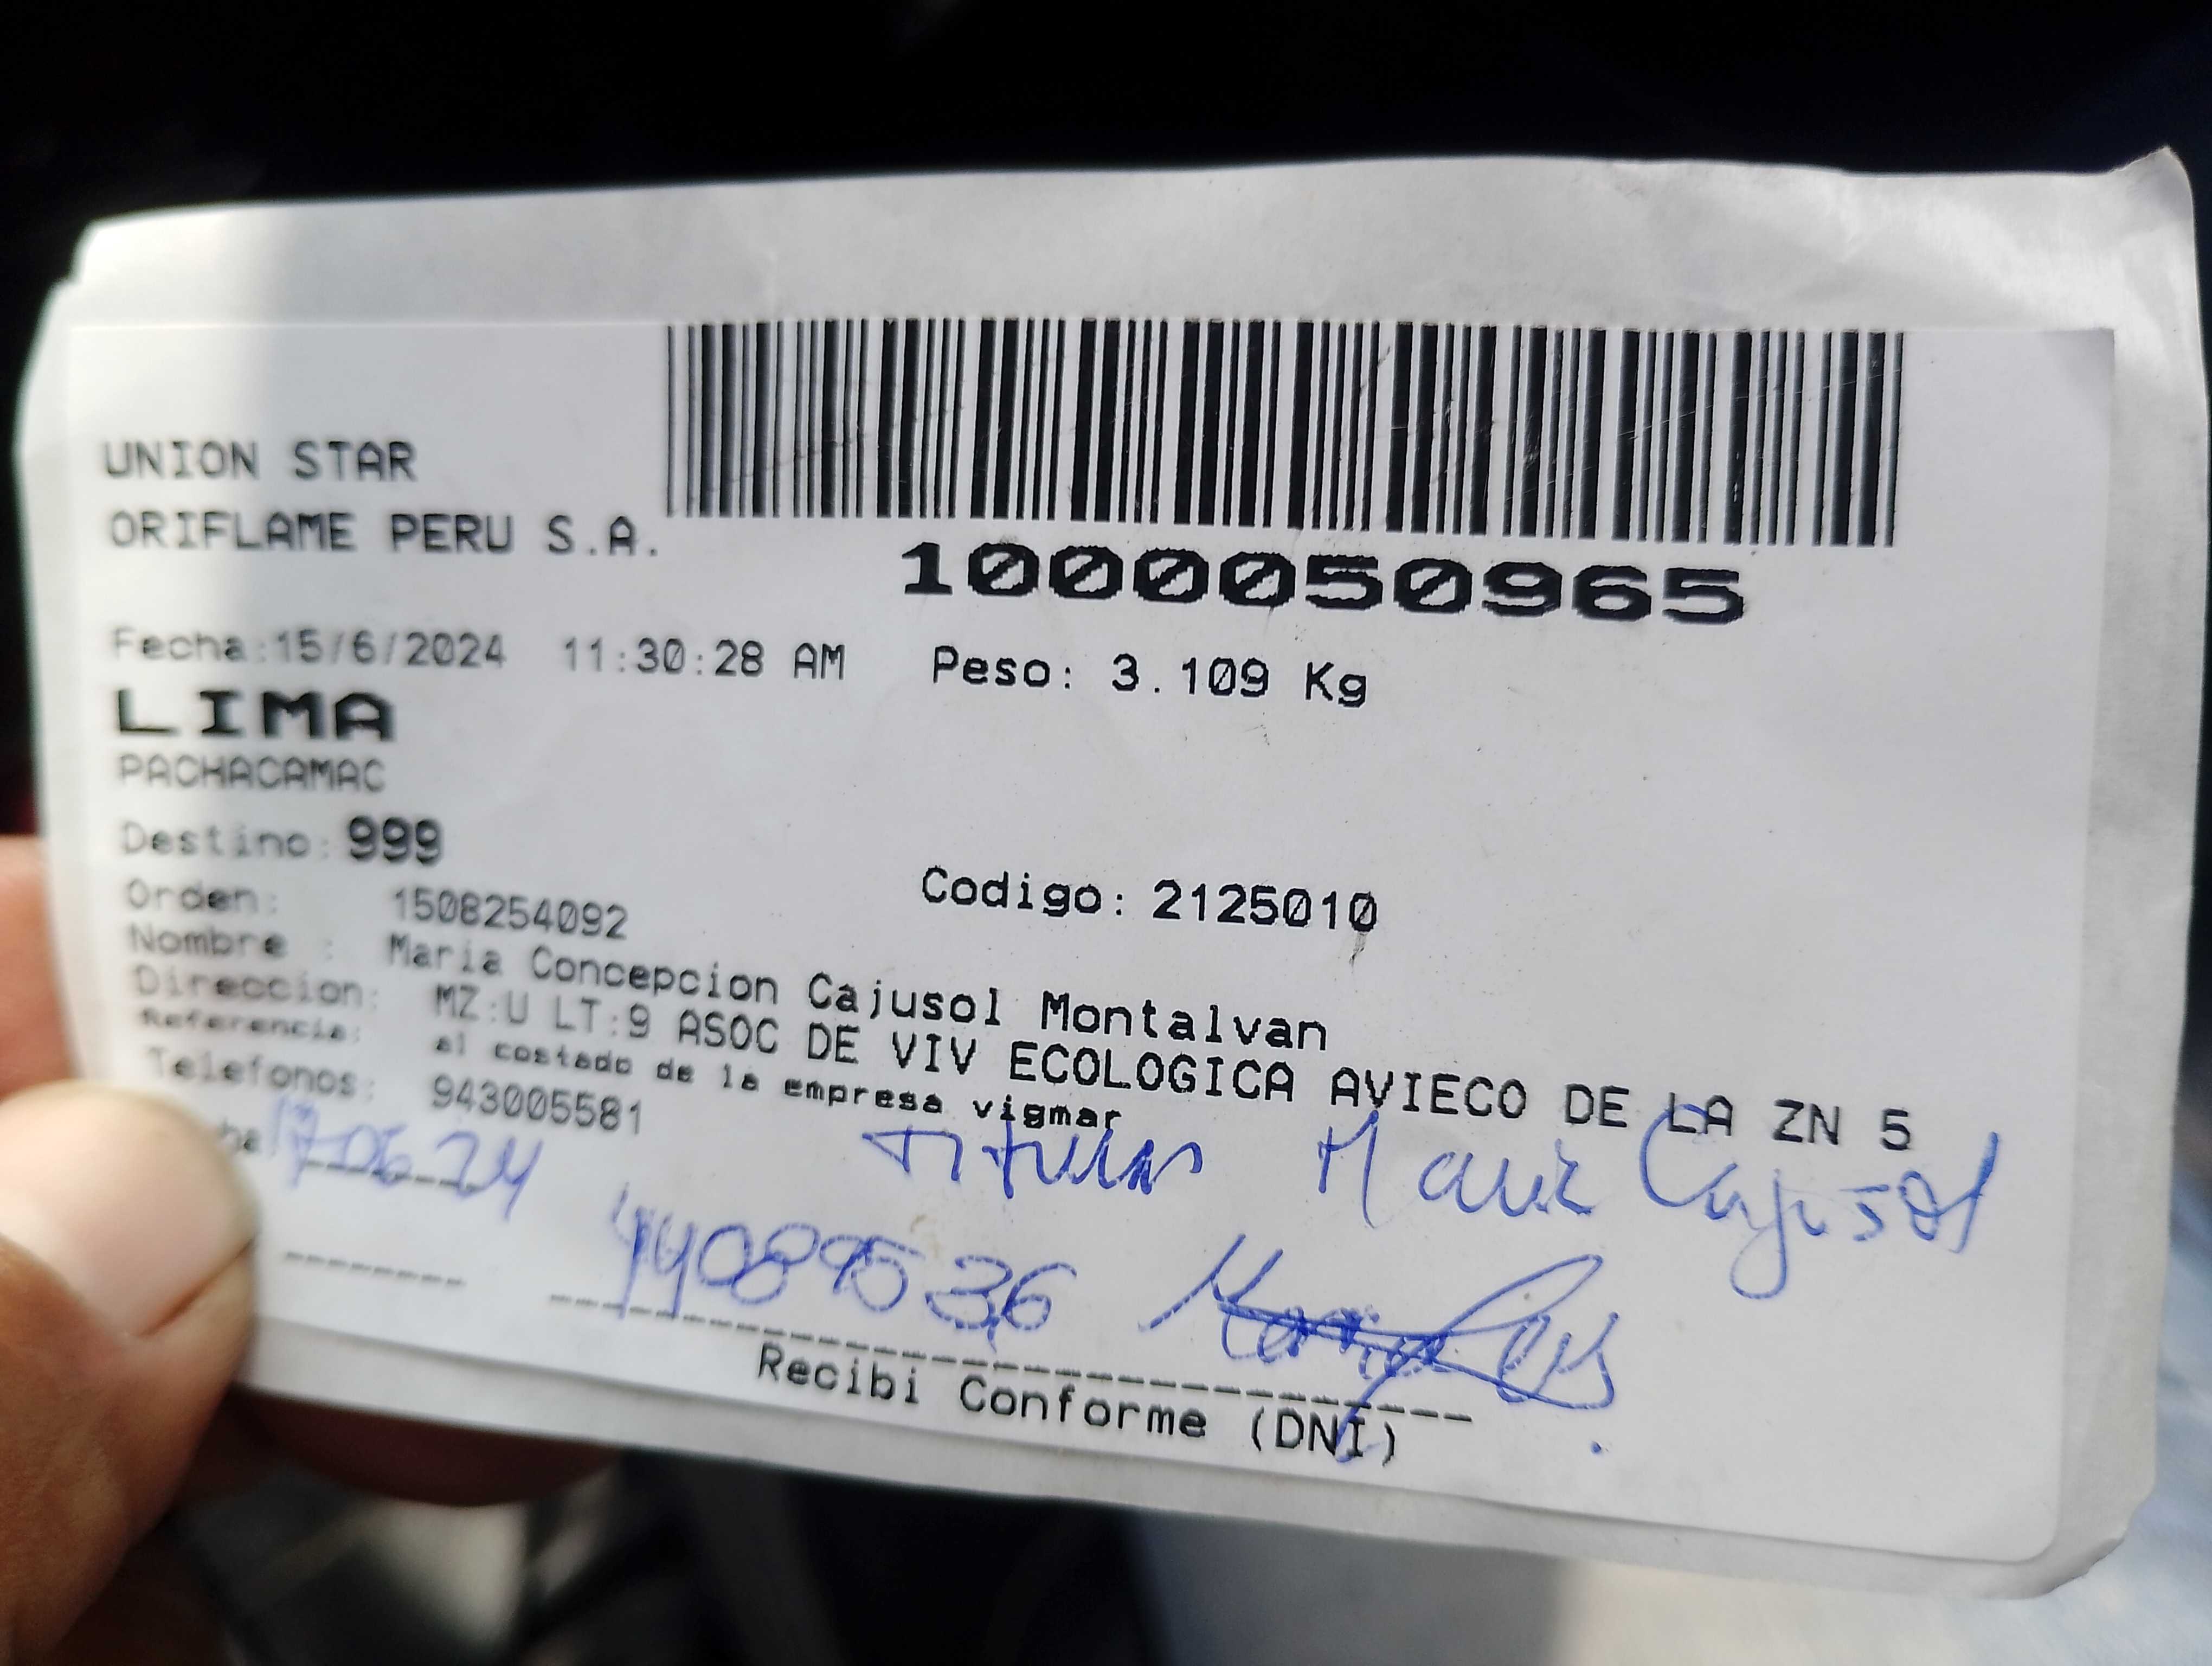 UNION STAR
ORIFLAME PERU S.A.
1000050965
Fecha:15/6/2024 11:30:28 AM Peso: 3.109 Kg
LIMA
PACHACAMAC
Destino: 999
Codigo: 2125010
Orden: 1508254092
Nombre : Maria Concepcion Cajusol Montalvan
Direccion: MZ:U LT:9 ASOC DE VIV ECOLOGICA AVIECO DE LA ZN 5
Referencia: al costado de la empresa vigmar
Telefonos: 943005581
17 06 24
Titular Maria Cajusol
Recibi Conforme (DNI)